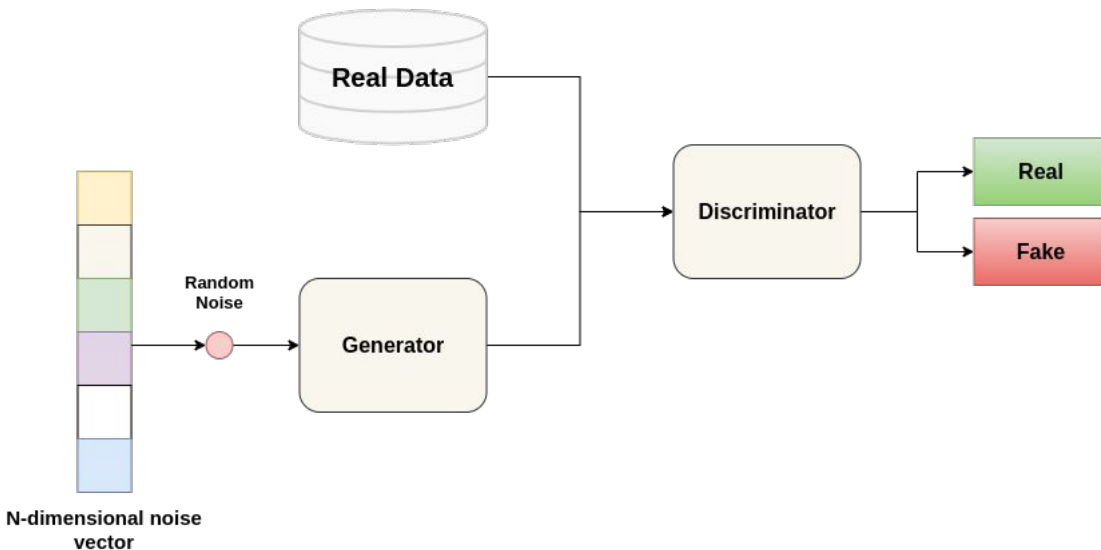 Real Data
Real
Discriminator
Fake
Random
Noise
Generator
N-dimensional noise
vector